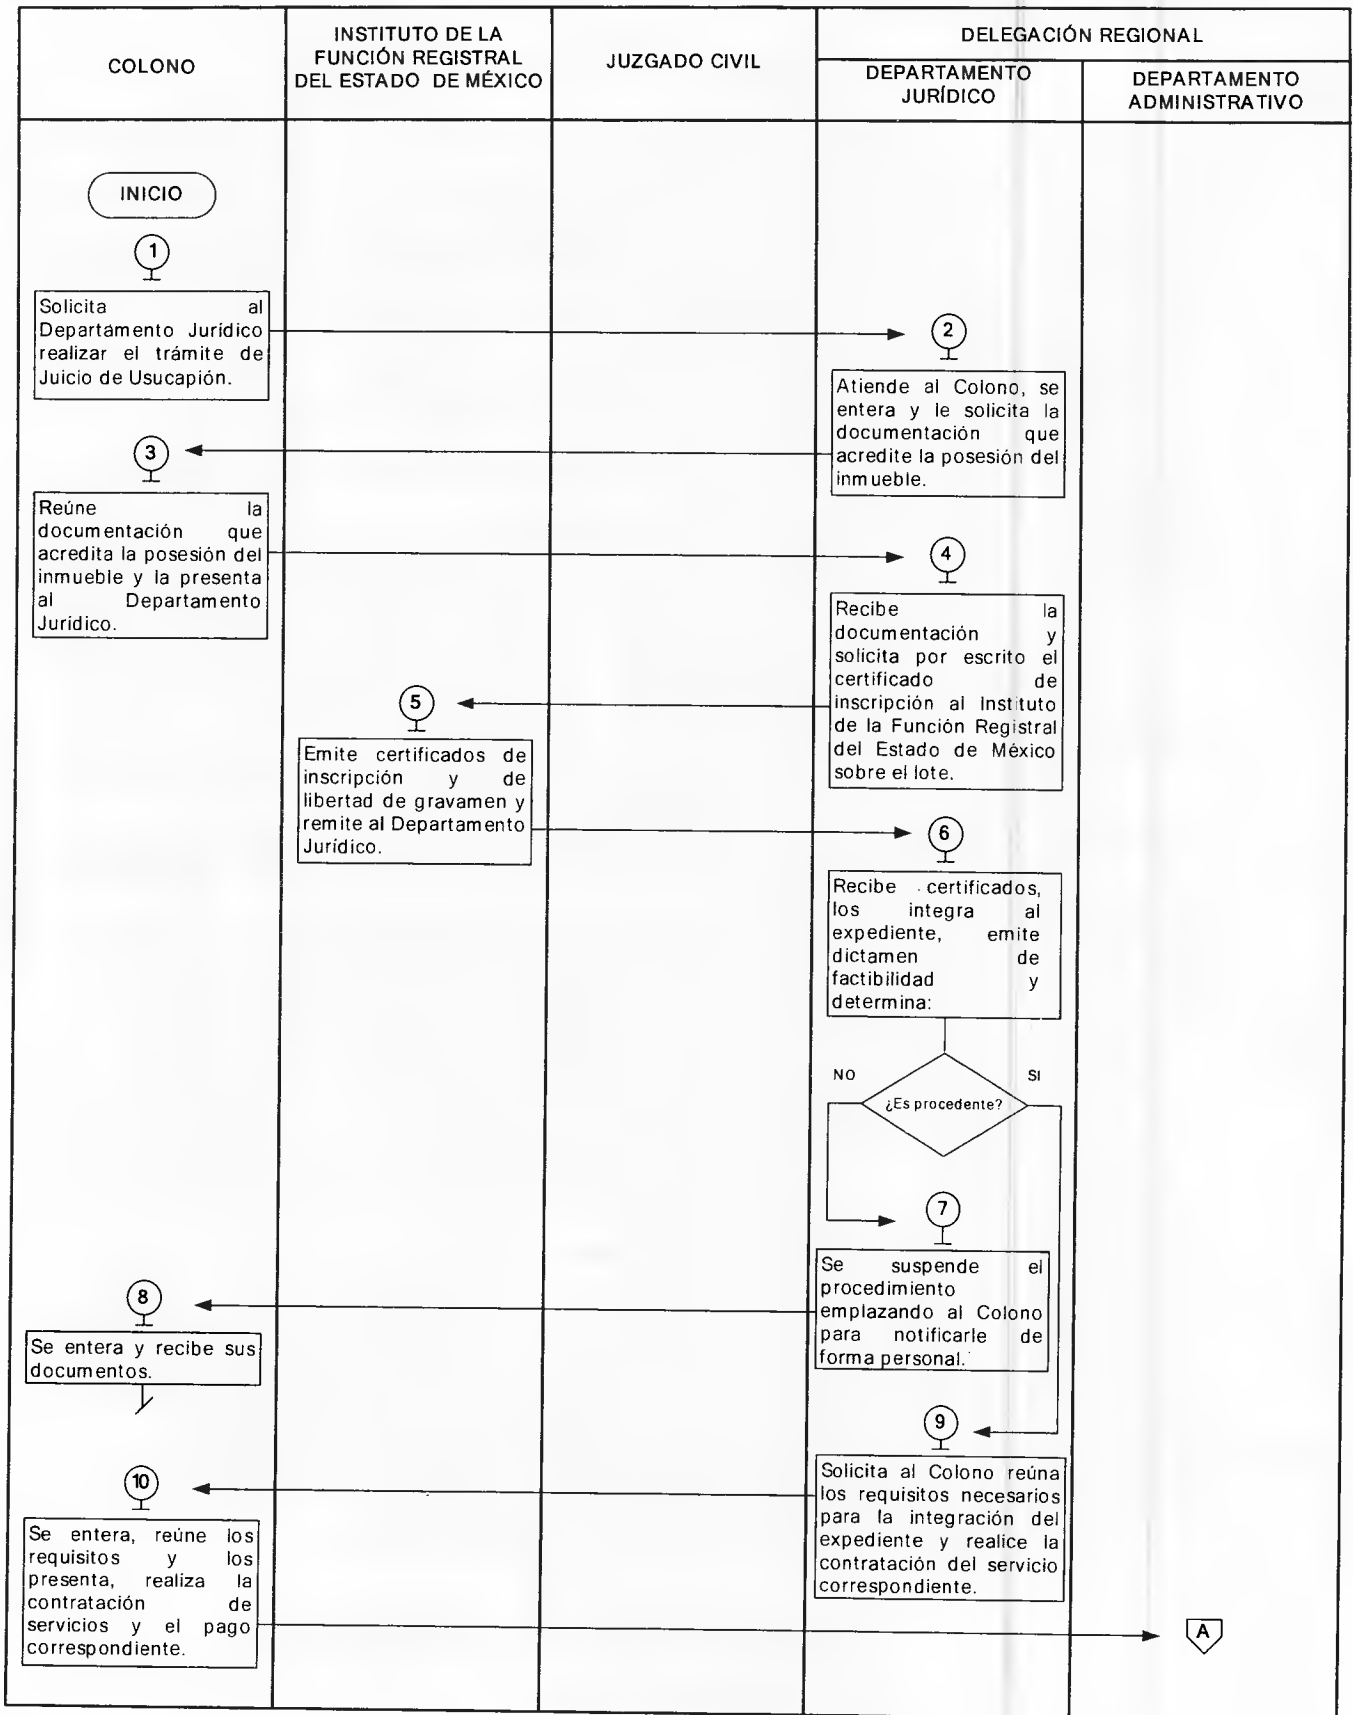 COLONO
INSTITUTO DE LA
FUNCIÓN REGISTRAL
DEL ESTADO DE MÉXICO
JUZGADO CIVIL
DELEGACIÓN REGIONAL
DEPARTAMENTO
JURÍDICO
DEPARTAMENTO
ADMINISTRATIVO
INICIO
1
Solicita al
Departamento Jurídico
realizar el trámite de
Juicio de Usucapión.
2
Atiende al Colono, se
entera y le solicita la
documentación que
acredite la posesión del
inmueble.
3
Reúne la
documentación que
acredita la posesión del
inmueble y la presenta
al Departamento
Jurídico.
4
Recibe la
documentación y
solicita por escrito el
certificado de
inscripción al Instituto
de la Función Registral
del Estado de México
sobre el lote.
5
Emite certificados de
inscripción y de
libertad de gravamen y
remite al Departamento
Jurídico.
6
Recibe certificados,
los integra al
expediente, emite
dictamen de
factibilidad y
determina:
NO
SI
¿Es procedente?
7
Se suspende el
procedimiento
emplazando al Colono
para notificarle de
forma personal.
8
Se entera y recibe sus
documentos.
9
Solicita al Colono reúna
los requisitos necesarios
para la integración del
expediente y realice la
contratación del servicio
correspondiente.
10
Se entera, reúne los
requisitos y los
presenta, realiza la
contratación de
servicios y el pago
correspondiente.
A